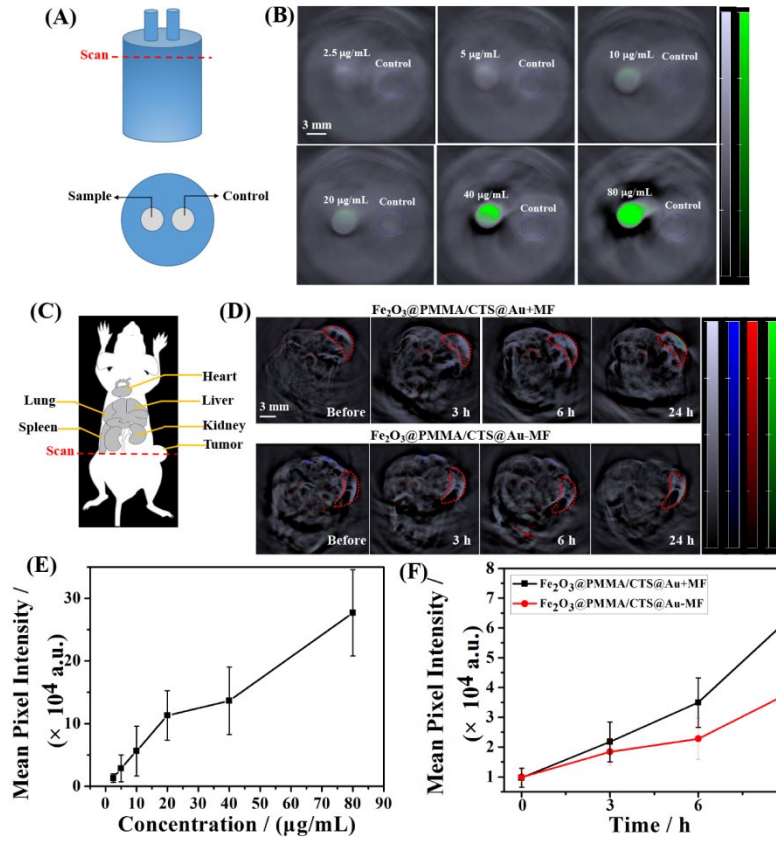 (A)
Scan
Sample
Control
(B)
2.5 µg/mL
Control
5 µg/mL
Control
10 µg/mL
Control
3 mm
20 µg/mL
Control
40 µg/mL
Control
80 µg/mL
Control
(C)
Heart
Lung
Liver
Spleen
Kidney
Tumor
Scan
(D)
Fe₂O₃@PMMA/CTS@Au+MF
3 mm
Before
3 h
6 h
24 h
Fe₂O₃@PMMA/CTS@Au-MF
Before
3 h
6 h
24 h
(E)
Mean Pixel Intensity /
(× 10⁴ a.u.)
30
20
10
0
0 10 20 30 40 50 60 70 80 90
Concentration / (µg/mL)
(F)
Mean Pixel Intensity /
(× 10⁴ a.u.)
8
7
6
5
4
3
2
1
Fe₂O₃@PMMA/CTS@Au+MF
Fe₂O₃@PMMA/CTS@Au-MF
0 3 6
Time / h